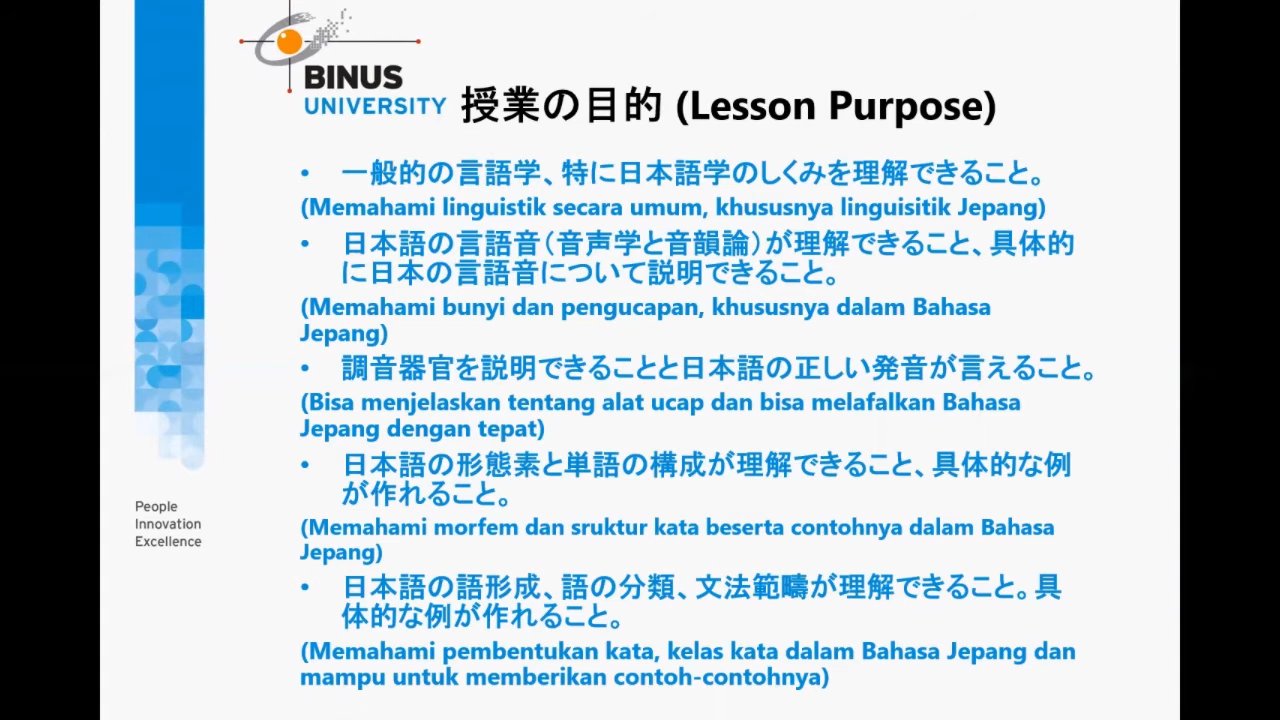 BINUS
UNIVERSITY
授業の目的 (Lesson Purpose)
• 一般的の言語学、特に日本語学のしくみを理解できること。
(Memahami linguistik secara umum, khususnya linguisitik Jepang)
• 日本語の言語音（音声学と音韻論）が理解できること、具体的
に日本の言語音について説明できること。
(Memahami bunyi dan pengucapan, khususnya dalam Bahasa
Jepang)
• 調音器官を説明できることと日本語の正しい発音が言えること。
(Bisa menjelaskan tentang alat ucap dan bisa melafalkan Bahasa
Jepang dengan tepat)
• 日本語の形態素と単語の構成が理解できること、具体的な例
が作れること。
(Memahami morfem dan sruktur kata beserta contohnya dalam Bahasa
Jepang)
• 日本語の語形成、語の分類、文法範疇が理解できること。具
体的な例が作れること。
(Memahami pembentukan kata, kelas kata dalam Bahasa Jepang dan
mampu untuk memberikan contoh-contohnya)
People
Innovation
Excellence